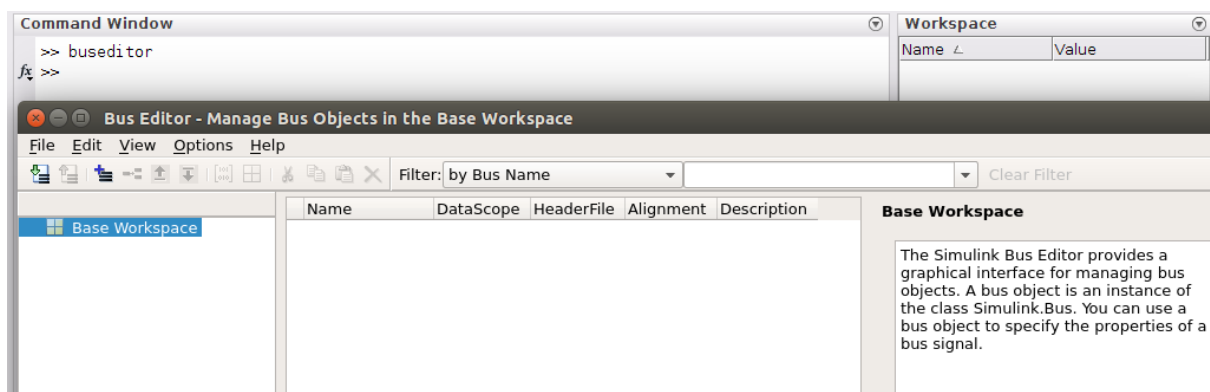 Command Window
Workspace
>> buseditor
Name
Value
fx >>
Bus Editor - Manage Bus Objects in the Base Workspace
File Edit View Options Help
Filter: by Bus Name
Clear Filter
Name DataScope HeaderFile Alignment Description
Base Workspace
Base Workspace
The Simulink Bus Editor provides a
graphical interface for managing bus
objects. A bus object is an instance of
the class Simulink.Bus. You can use a
bus object to specify the properties of a
bus signal.